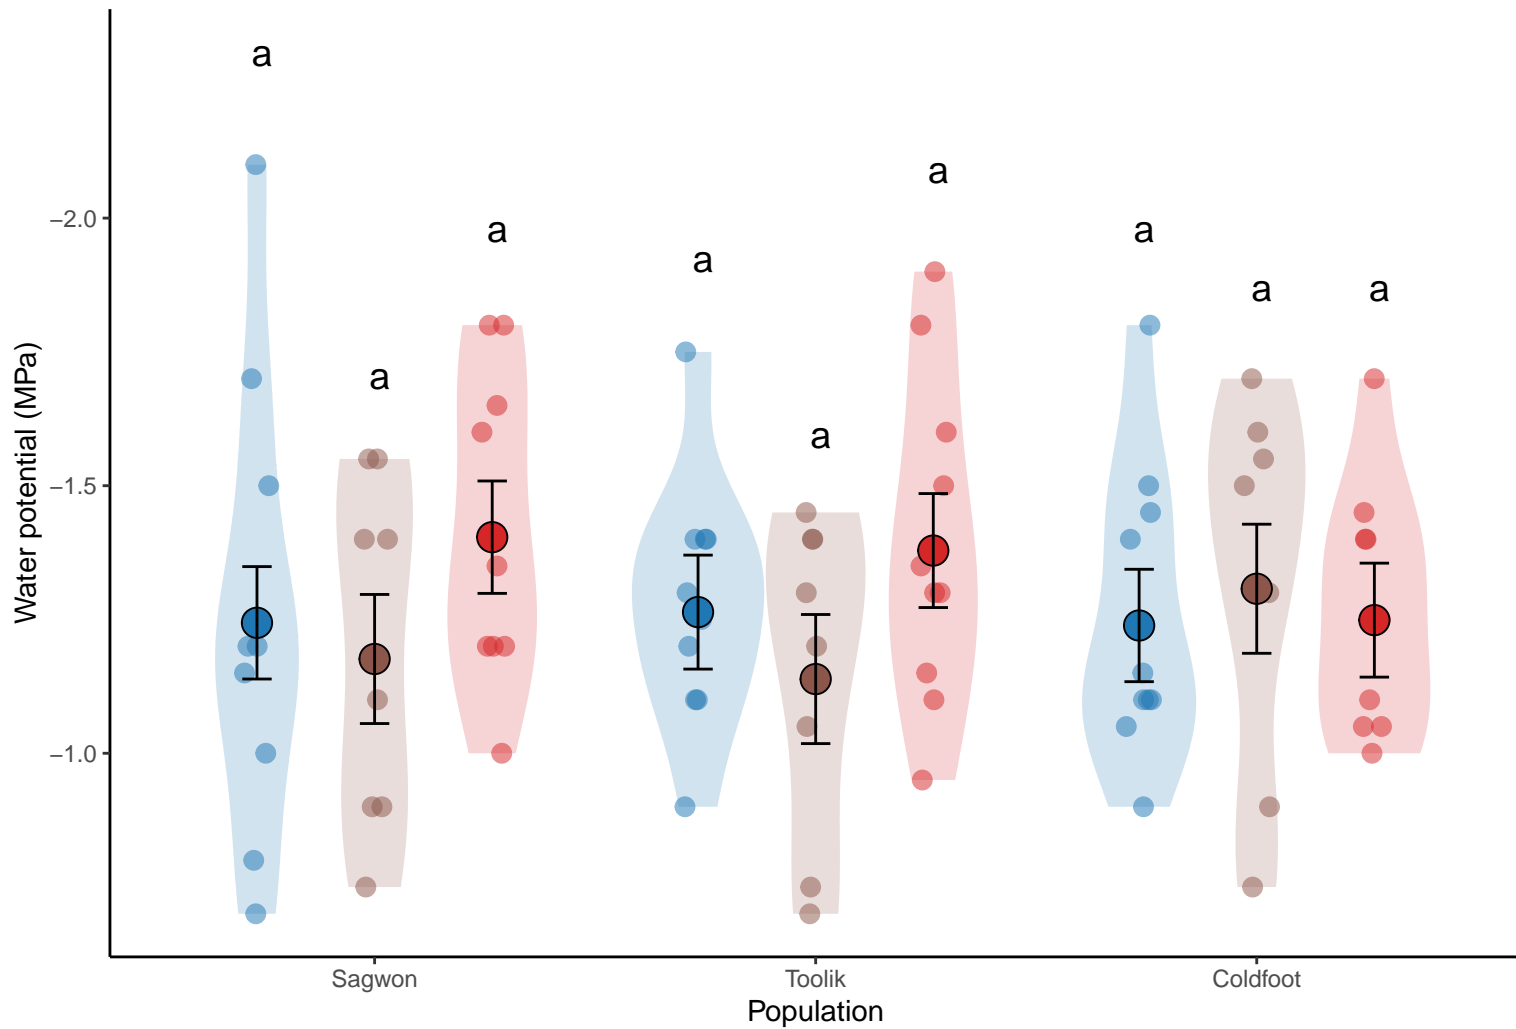 a
a
a
a
a
a
a
a
a
−2.0
−1.5
−1.0
Water potential (MPa)
Sagwon Toolik Coldfoot
Population